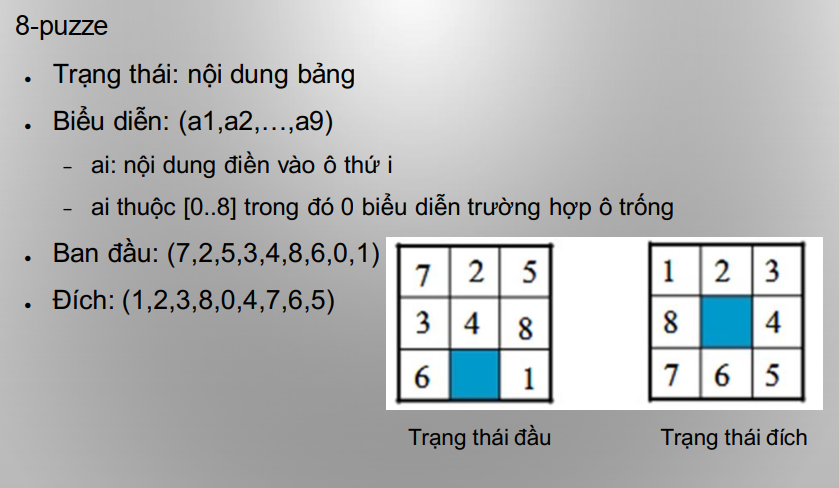 8-puzze
• Trạng thái: nội dung bảng
• Biểu diễn: (a1,a2,…,a9)
– ai: nội dung điền vào ô thứ i
– ai thuộc [0..8] trong đó 0 biểu diễn trường hợp ô trống
• Ban đầu: (7,2,5,3,4,8,6,0,1)
• Đích: (1,2,3,8,0,4,7,6,5)
7 2 5
3 4 8
6 1
Trạng thái đầu
1 2 3
8 4
7 6 5
Trạng thái đích